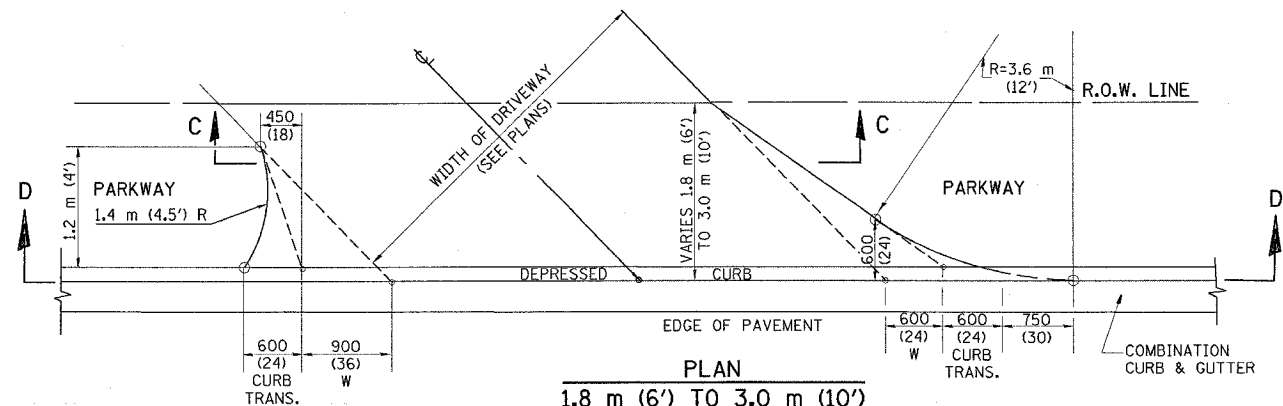 R=3.6 m
(12')
R.O.W. LINE
℄
450
(18)
C
C
WIDTH OF DRIVEWAY
(SEE PLANS)
VARIES 1.8 m (6')
TO 3.0 m (10')
D
1.2 m (4')
PARKWAY
1.4 m (4.5') R
PARKWAY
D
600
(24)
DEPRESSED CURB
EDGE OF PAVEMENT
600
(24)
CURB
TRANS.
900
(36)
W
600
(24)
W
600
(24)
CURB
TRANS.
750
(30)
COMBINATION
CURB & GUTTER
PLAN
1.8 m (6') TO 3.0 m (10')